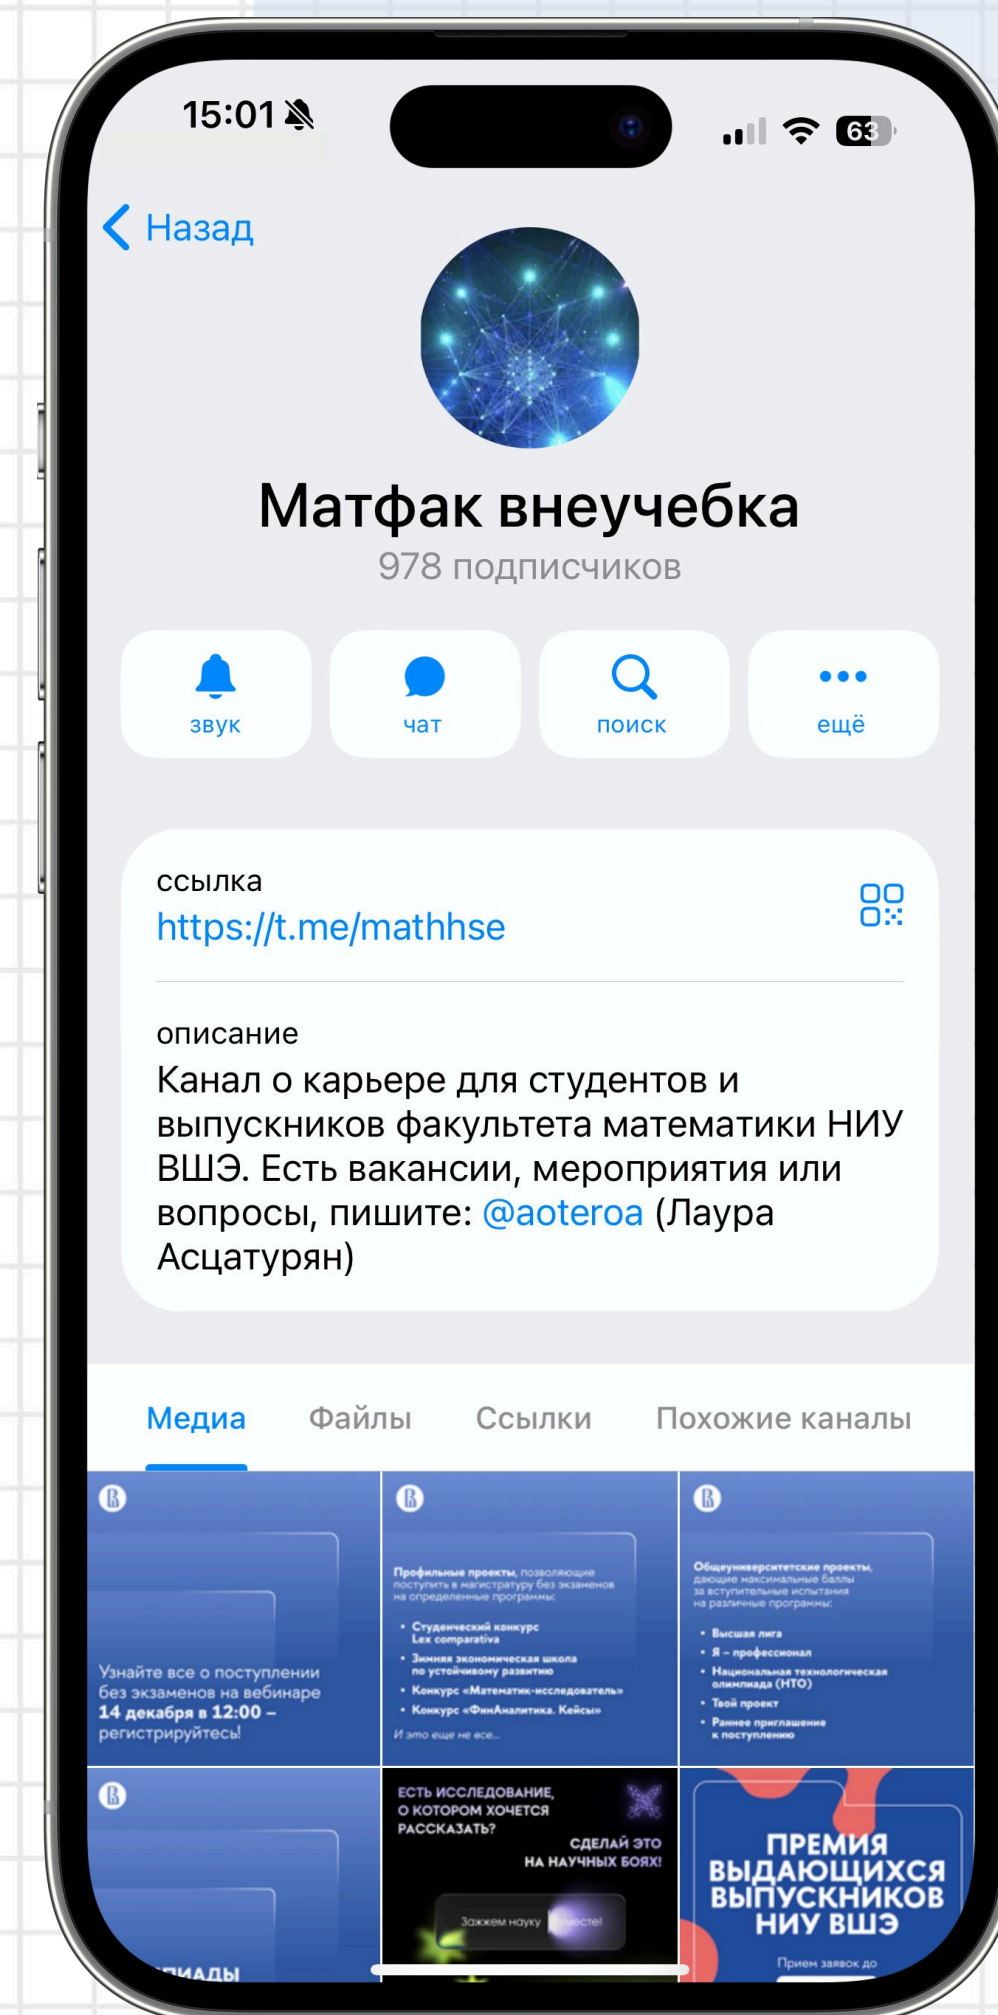 15:01
63
Назад
Матфак внеучебка
978 подписчиков
звук
чат
поиск
ещё
ссылка
https://t.me/mathhse
описание
Канал о карьере для студентов и
выпускников факультета математики НИУ
ВШЭ. Есть вакансии, мероприятия или
вопросы, пишите: @aoteroa (Лаура
Асцатурян)
Медиа
Файлы
Ссылки
Похожие каналы
Узнайте все о поступлении
без экзаменов на вебинаре
14 декабря в 12:00 –
регистрируйтесь!
Профильные проекты, позволяющие
поступить в магистратуру без экзаменов
на определенные программы:
• Студенческий конкурс
Lex comparativa
• Зимняя экономическая школа
по устойчивому развитию
• Конкурс «Математик-исследователь»
• Конкурс «ФинАналитика. Кейсы»
И это еще не все...
Общеуниверситетские проекты,
дающие максимальные баллы
за вступительные испытания
на различные программы:
• Высшая лига
• Я – профессионал
• Национальная технологическая
олимпиада (НТО)
• Твой проект
• Раннее приглашение
к поступлению
ЕСТЬ ИССЛЕДОВАНИЕ,
О КОТОРОМ ХОЧЕТСЯ
РАССКАЗАТЬ?
СДЕЛАЙ ЭТО
НА НАУЧНЫХ БОЯХ!
Зажжем науку
ПРЕМИЯ
ВЫДАЮЩИХСЯ
ВЫПУСКНИКОВ
НИУ ВШЭ
Прием заявок до